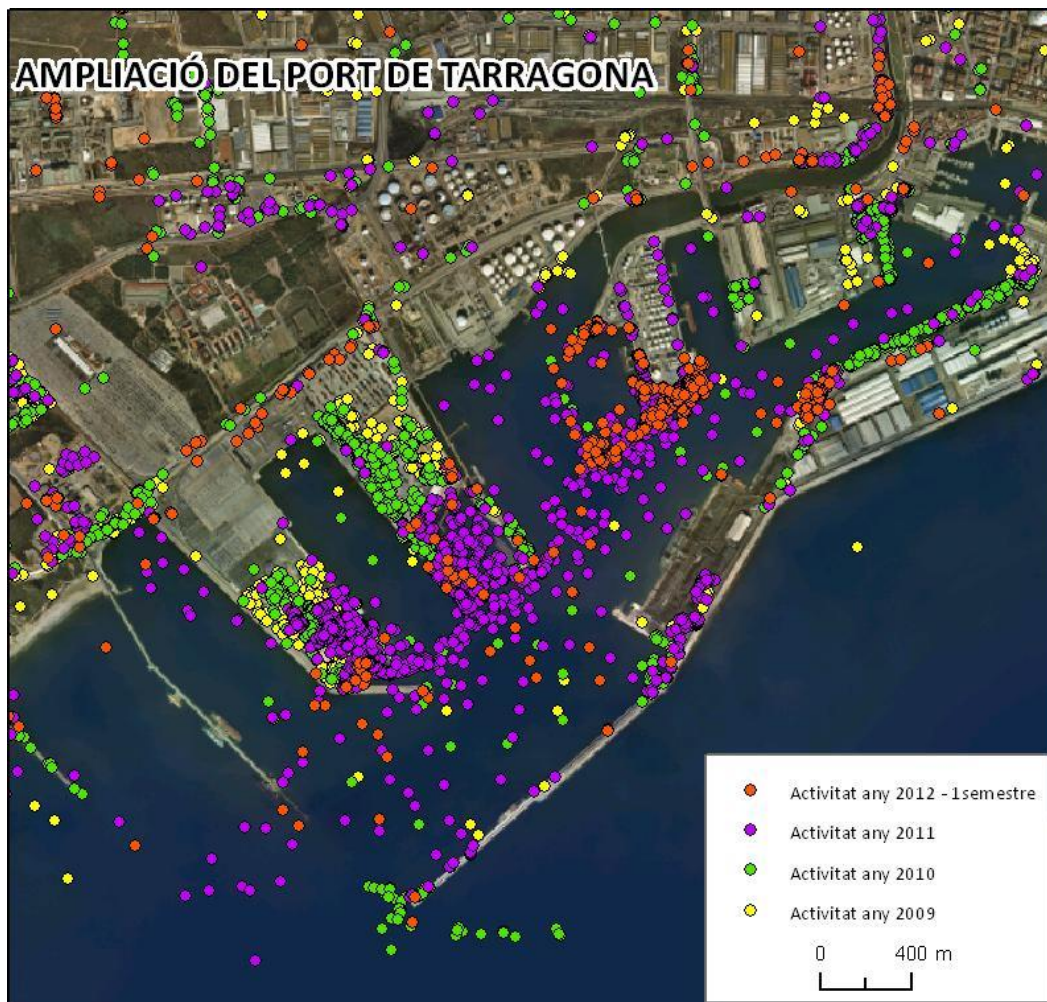 AMPLIACIÓ DEL PORT DE TARRAGONA
Activitat any 2012 - 1semestre
Activitat any 2011
Activitat any 2010
Activitat any 2009
0 400 m